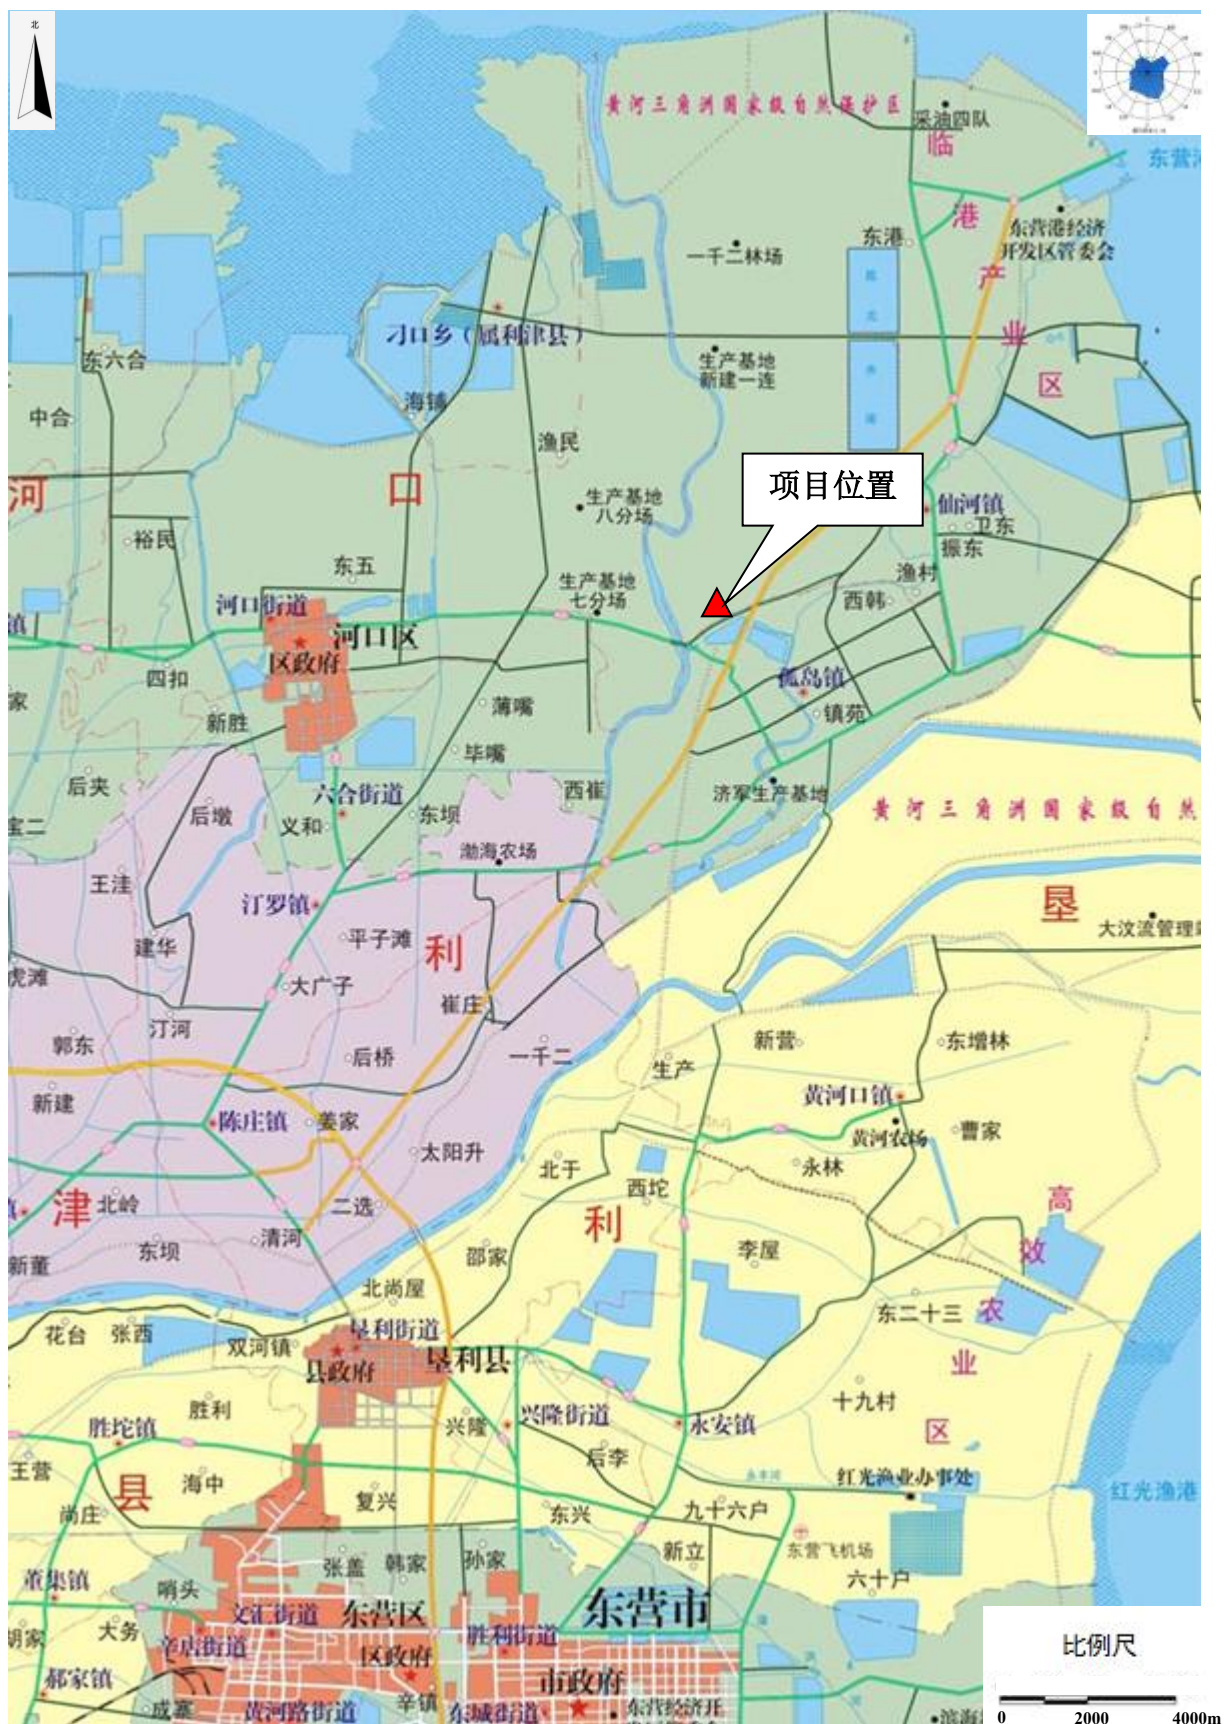 北
黄河三角洲国家级自然保护区
采油四队
临
港
产
业
区
东营港
东港
东营港经济
开发区管委会
一千二林场
刁口乡（属利津县）
生产基地
新建一连
东六合
中合
海铺
渔民
河
口
生产基地
八分场
项目位置
仙河镇
卫东
振东
渔村
西韩
裕民
东五
生产基地
七分场
河口街道
河口区
区政府
镇
四扣
家
新胜
薄嘴
毕嘴
孤岛镇
镇苑
后夹
六合街道
西崔
济军生产基地
黄河三角洲国家级自然
宝二
后墩
义和
东坝
渤海农场
王洼
汀罗镇
平子滩
利
垦
大汶流管理站
建华
虎滩
大广子
崔庄
汀河
郭东
后桥
一千二
新营
东增林
生产
新建
黄河口镇
陈庄镇
姜家
黄河农场
曹家
太阳升
北于
永林
西坨
津
北岭
二选
利
高
效
农
业
区
清河
东坝
新董
邵家
李屋
北尚屋
东二十三
花台
张西
双河镇
垦利街道
县政府
垦利县
十九村
胜利
胜坨镇
兴隆
兴隆街道
永安镇
后李
王营
海中
县
红光渔业办事处
红光渔港
尚庄
复兴
东兴
九十六户
新立
东营飞机场
张盖
韩家
孙家
六十户
董集镇
哨头
文汇街道
东营区
东营市
大务
胡家
辛店街道
区政府
胜利街道
市政府
郝家镇
成寨
黄河路街道
辛镇
东城街道
东营经济开
滨海
比例尺
0 2000 4000m